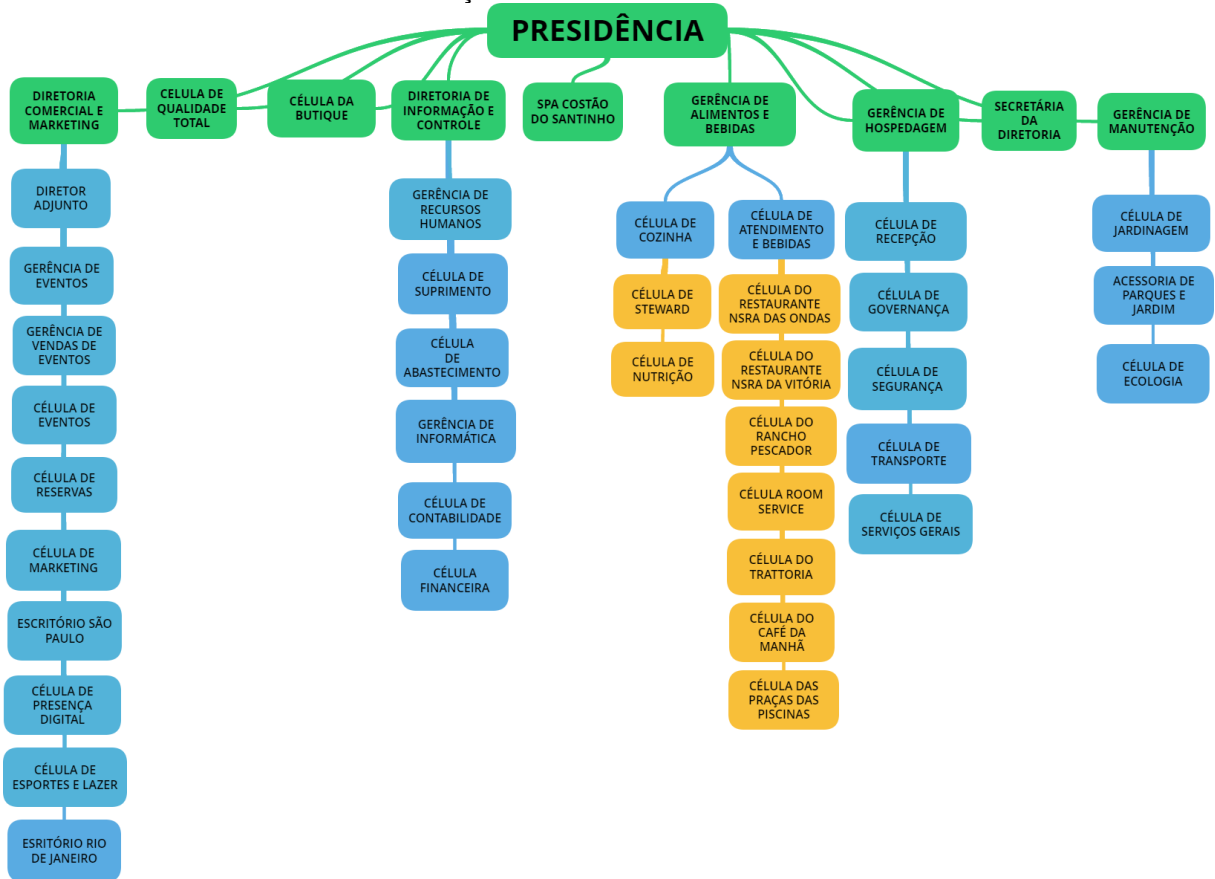 PRESIDÊNCIA
DIRETORIA
COMERCIAL E
MARKETING
CELULA DE
QUALIDADE
TOTAL
CÉLULA DA
BUTIQUE
DIRETORIA DE
INFORMAÇÃO E
CONTROLE
SPA COSTÃO
DO SANTINHO
GERÊNCIA DE
ALIMENTOS E
BEBIDAS
GERÊNCIA DE
HOSPEDAGEM
SECRETÁRIA
DA
DIRETORIA
GERÊNCIA DE
MANUTENÇÃO
DIRETOR
ADJUNTO
GERÊNCIA DE
EVENTOS
GERÊNCIA DE
VENDAS DE
EVENTOS
CÉLULA DE
EVENTOS
CÉLULA DE
RESERVAS
CÉLULA DE
MARKETING
ESCRITÓRIO SÃO
PAULO
CÉLULA DE
PRESENÇA
DIGITAL
CÉLULA DE
ESPORTES E LAZER
ESRITÓRIO RIO
DE JANEIRO
GERÊNCIA DE
RECURSOS
HUMANOS
CÉLULA DE
SUPRIMENTO
CÉLULA
DE
ABASTECIMENTO
GERÊNCIA DE
INFORMÁTICA
CÉLULA DE
CONTABILIDADE
CÉLULA
FINANCEIRA
CÉLULA DE
COZINHA
CÉLULA DE
STEWARD
CÉLULA DE
NUTRIÇÃO
CÉLULA DE
ATENDIMENTO
E BEBIDAS
CÉLULA DO
RESTAURANTE
NSRA DAS ONDAS
CÉLULA DO
RESTAURANTE
NSRA DA VITÓRIA
CÉLULA DO
RANCHO
PESCADOR
CÉLULA ROOM
SERVICE
CÉLULA DO
TRATTORIA
CÉLULA DO
CAFÉ DA
MANHÃ
CÉLULA DAS
PRAÇAS DAS
PISCINAS
CÉLULA DE
RECEPÇÃO
CÉLULA DE
GOVERNANÇA
CÉLULA DE
SEGURANÇA
CÉLULA DE
TRANSPORTE
CÉLULA DE
SERVIÇOS GERAIS
CÉLULA DE
JARDINAGEM
ACESSORIA DE
PARQUES E
JARDIM
CÉLULA DE
ECOLOGIA